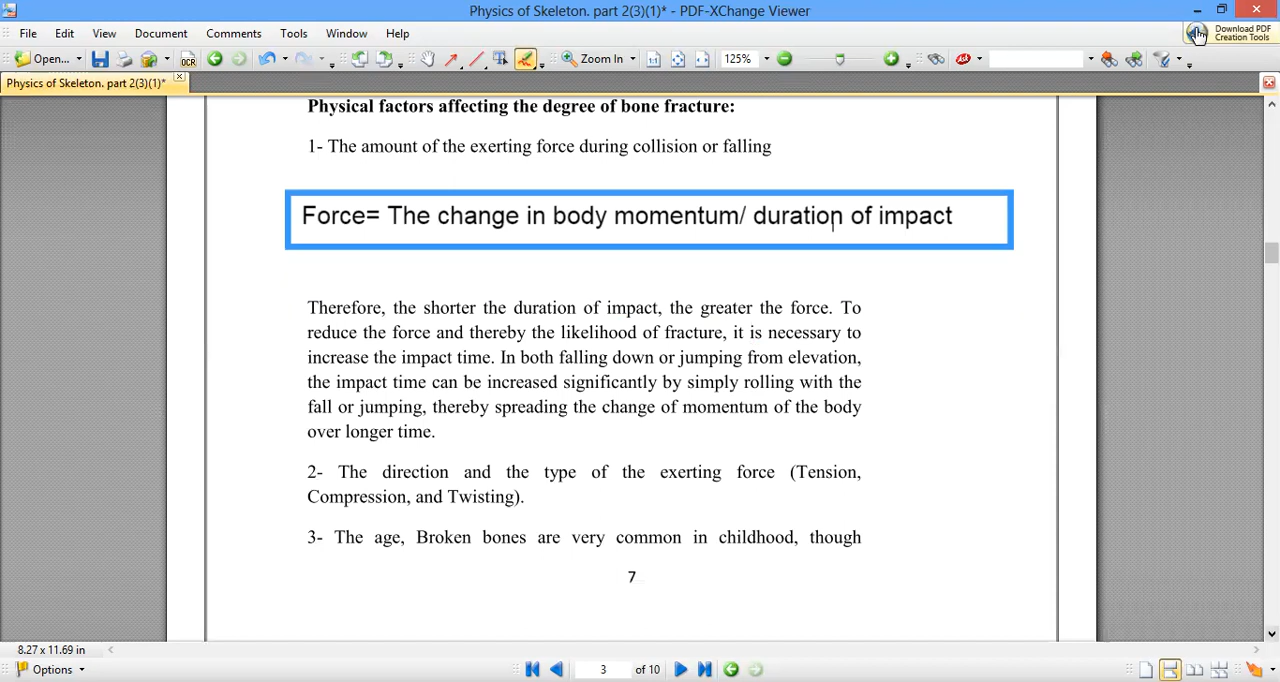 Physics of Skeleton. part 2(3)(1)* - PDF-XChange Viewer
File Edit View Document Comments Tools Window Help
Download PDF
Creation Tools
Open... OCR Zoom In 125%
Physics of Skeleton. part 2(3)(1)*
Physical factors affecting the degree of bone fracture:
1- The amount of the exerting force during collision or falling
Force= The change in body momentum/ duration of impact
Therefore, the shorter the duration of impact, the greater the force. To
reduce the force and thereby the likelihood of fracture, it is necessary to
increase the impact time. In both falling down or jumping from elevation,
the impact time can be increased significantly by simply rolling with the
fall or jumping, thereby spreading the change of momentum of the body
over longer time.
2- The direction and the type of the exerting force (Tension,
Compression, and Twisting).
3- The age, Broken bones are very common in childhood, though
7
8.27 x 11.69 in
Options 3 of 10